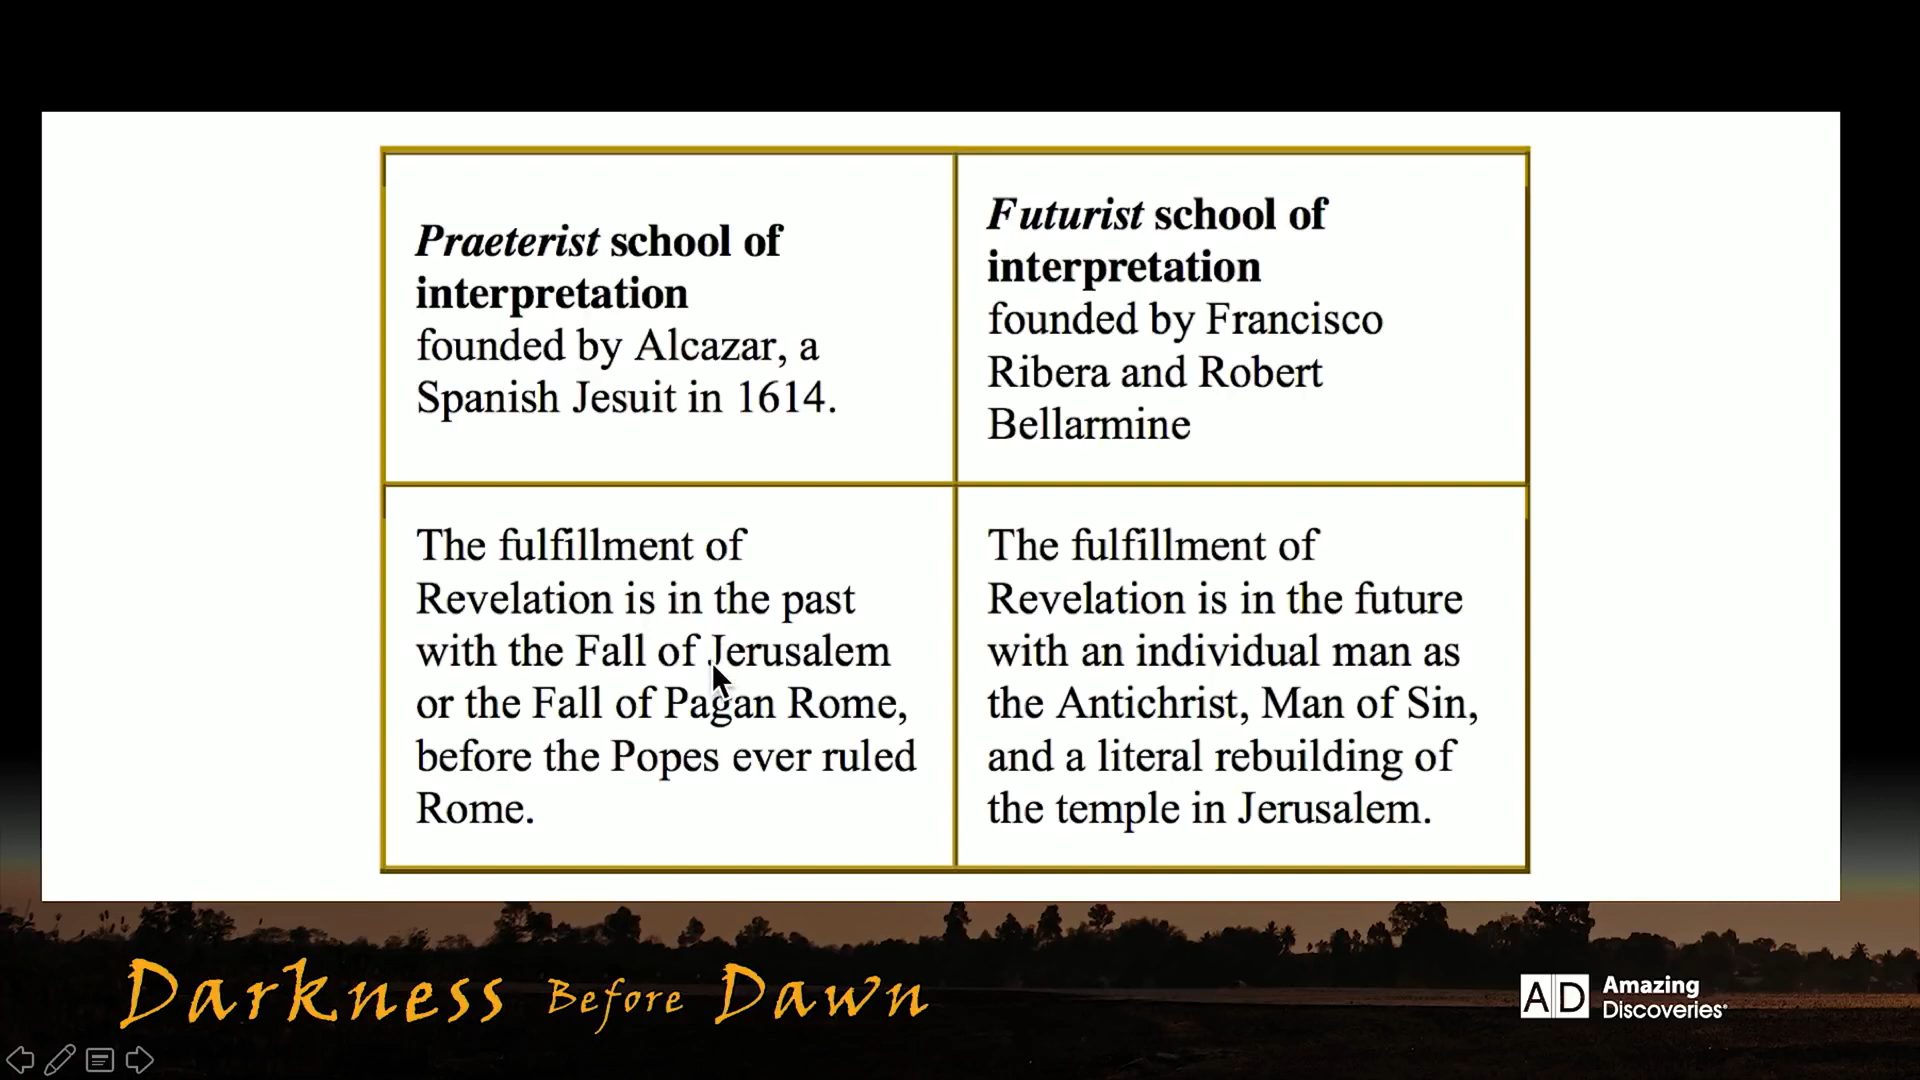 Praeterist school of
interpretation
founded by Alcazar, a
Spanish Jesuit in 1614.
Futurist school of
interpretation
founded by Francisco
Ribera and Robert
Bellarmine
The fulfillment of
Revelation is in the past
with the Fall of Jerusalem
or the Fall of Pagan Rome,
before the Popes ever ruled
Rome.
The fulfillment of
Revelation is in the future
with an individual man as
the Antichrist, Man of Sin,
and a literal rebuilding of
the temple in Jerusalem.
Darkness Before Dawn
AD
Amazing
Discoveries